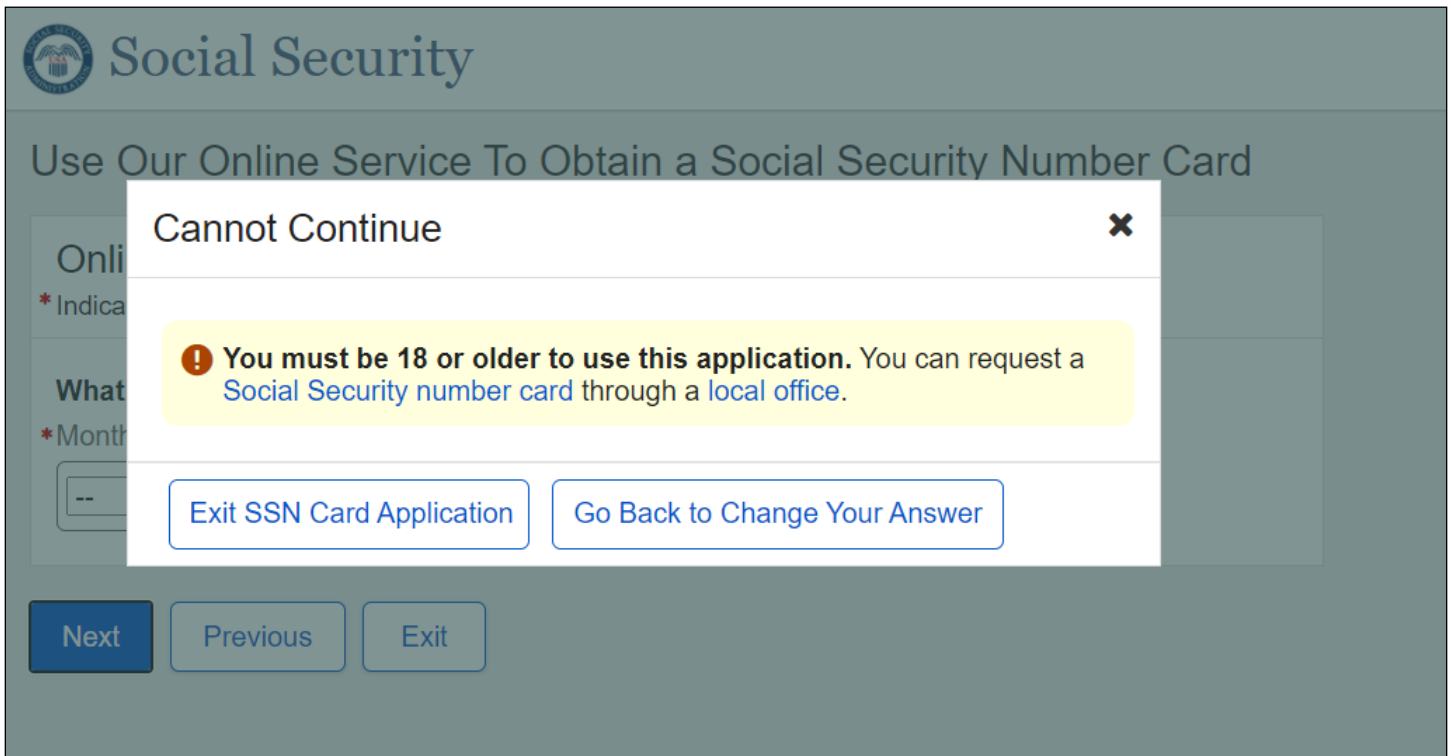 Social Security
Use Our Online Service To Obtain a Social Security Number Card
Cannot Continue
Onli
* Indica
You must be 18 or older to use this application. You can request a
Social Security number card through a local office.
What
*Month
--
Exit SSN Card Application Go Back to Change Your Answer
Next Previous Exit